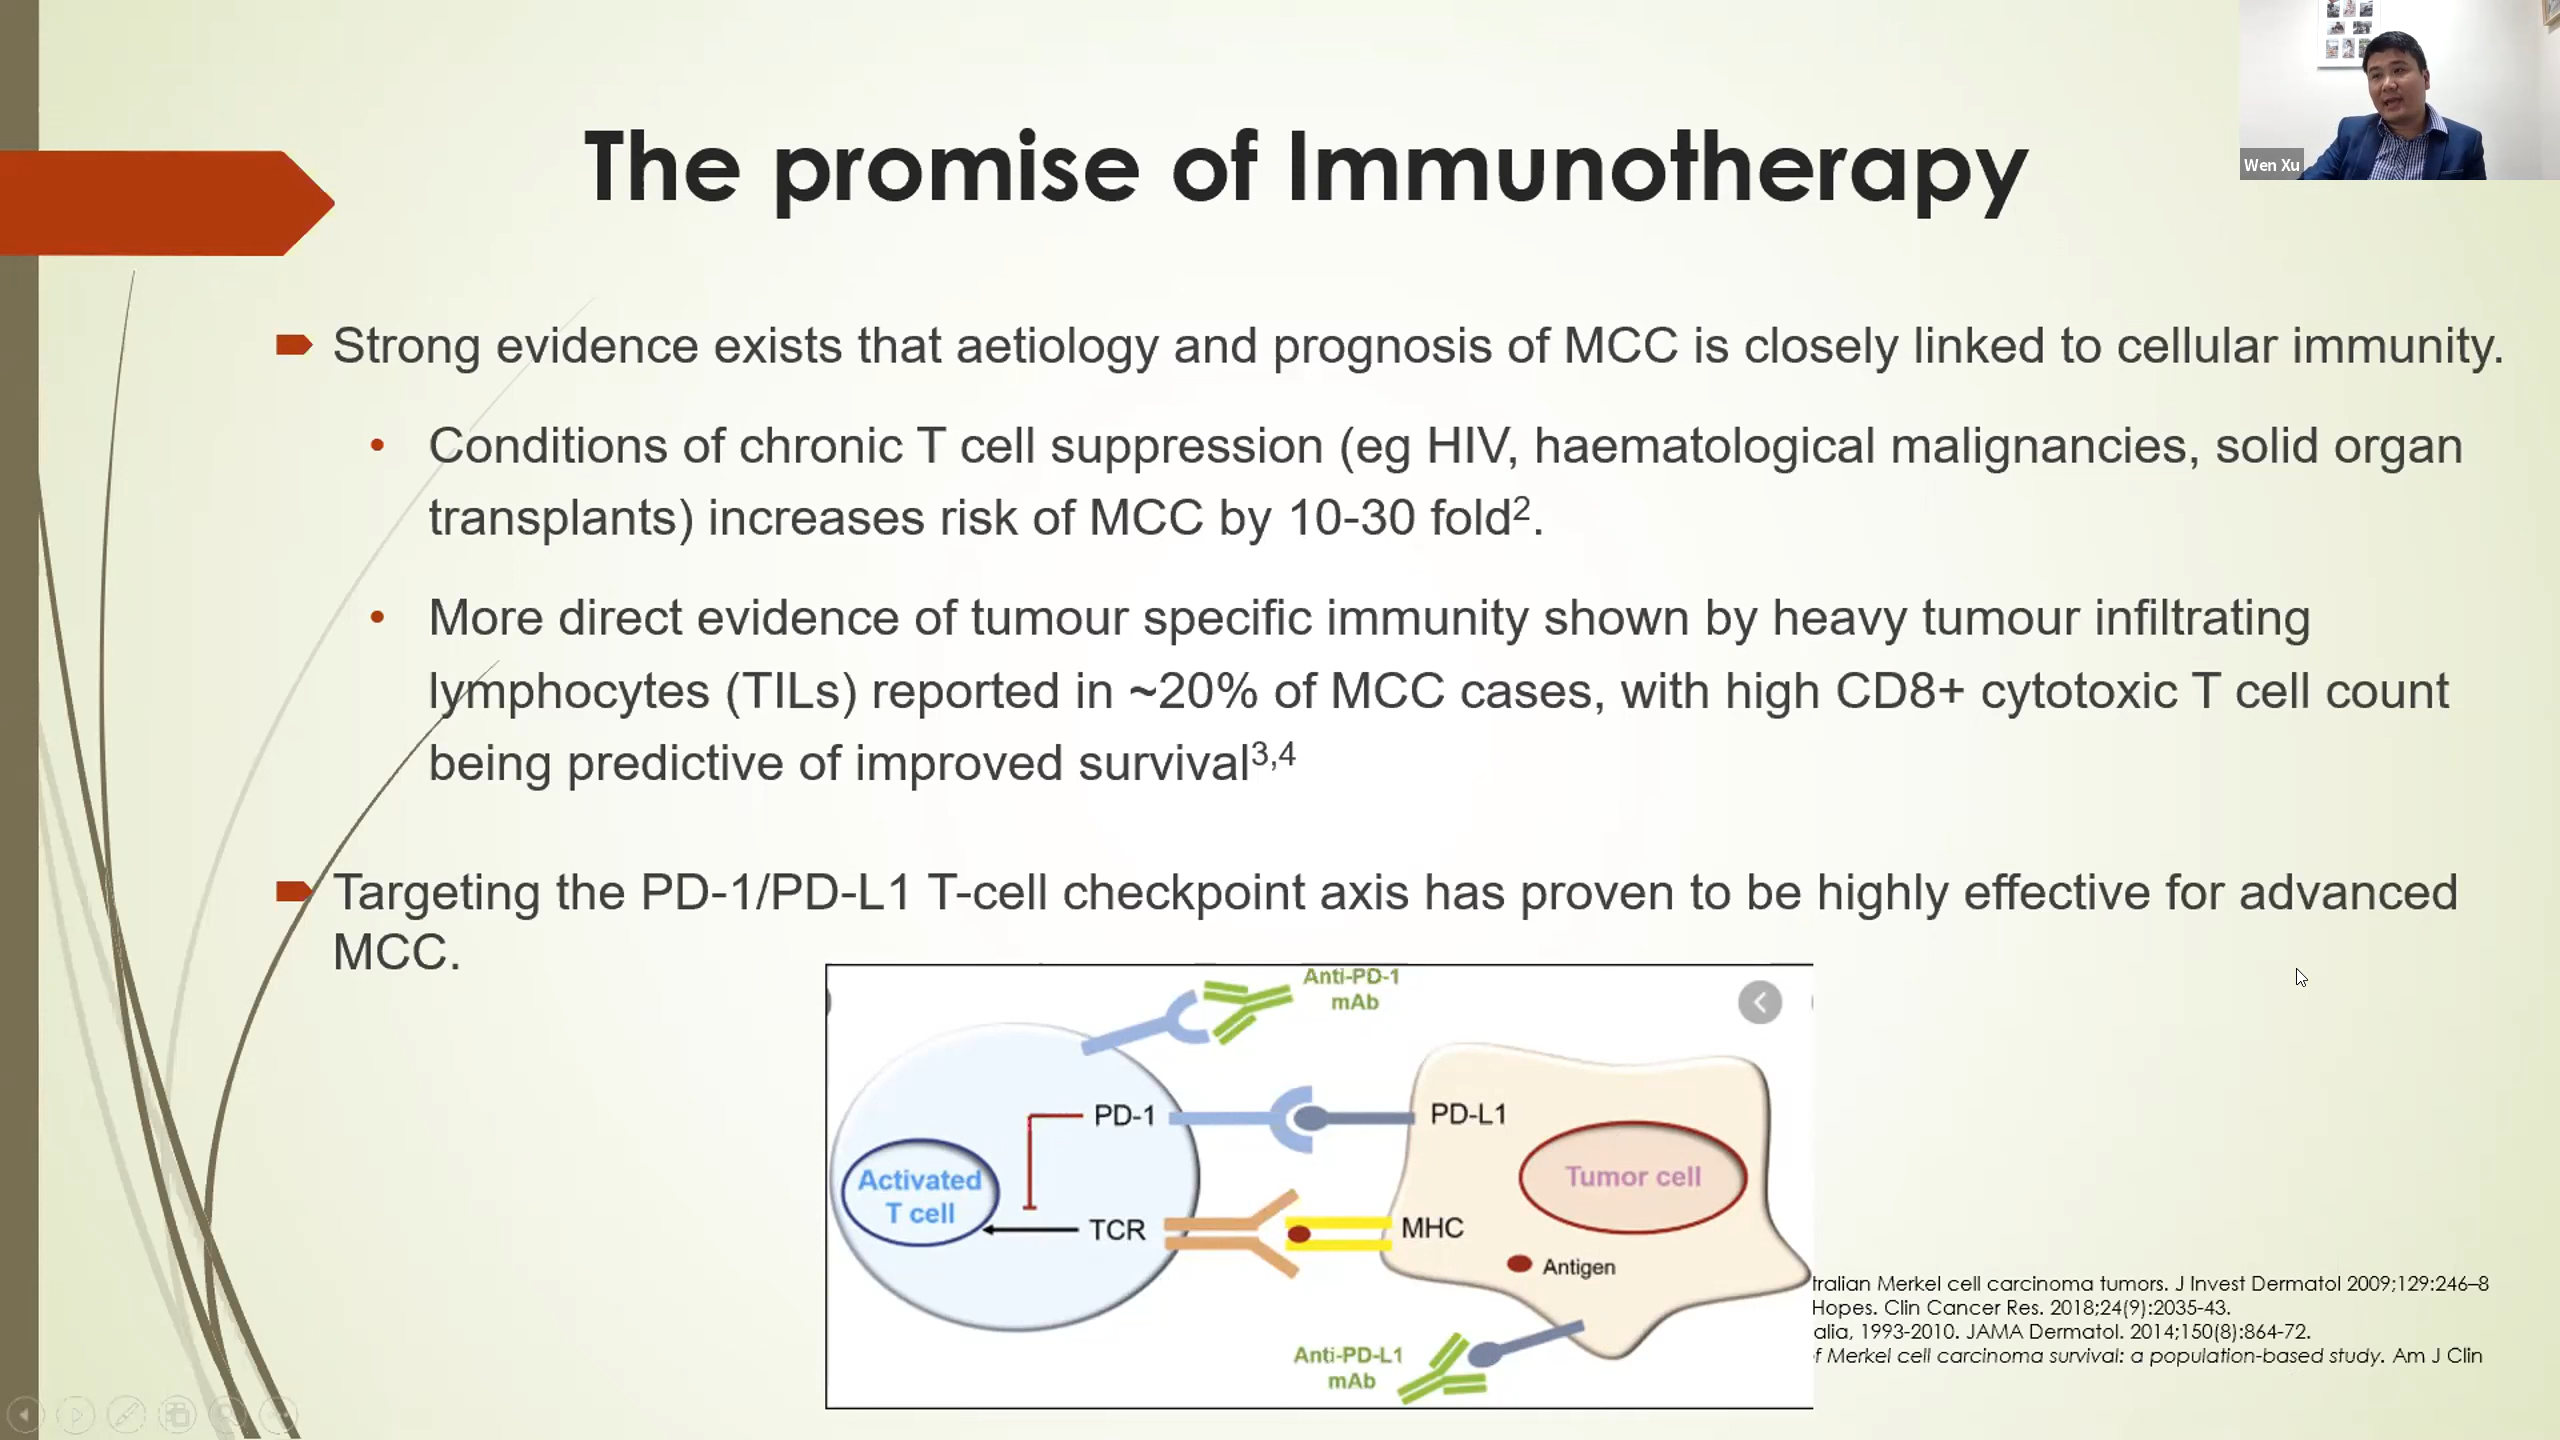 The promise of Immunotherapy
Wen Xu
Strong evidence exists that aetiology and prognosis of MCC is closely linked to cellular immunity.
• Conditions of chronic T cell suppression (eg HIV, haematological malignancies, solid organ
transplants) increases risk of MCC by 10-30 fold².
• More direct evidence of tumour specific immunity shown by heavy tumour infiltrating
lymphocytes (TILs) reported in ~20% of MCC cases, with high CD8+ cytotoxic T cell count
being predictive of improved survival³,⁴
Targeting the PD-1/PD-L1 T-cell checkpoint axis has proven to be highly effective for advanced
MCC.
Anti-PD-1
mAb
PD-1
PD-L1
Activated
T cell
Tumor cell
TCR
MHC
Antigen
Anti-PD-L1
mAb
Merkel cell carcinoma tumors. J Invest Dermatol 2009;129:246–8
Hopes. Clin Cancer Res. 2018;24(9):2035-43.
1993-2010. JAMA Dermatol. 2014;150(8):864-72.
Merkel cell carcinoma survival: a population-based study. Am J Clin